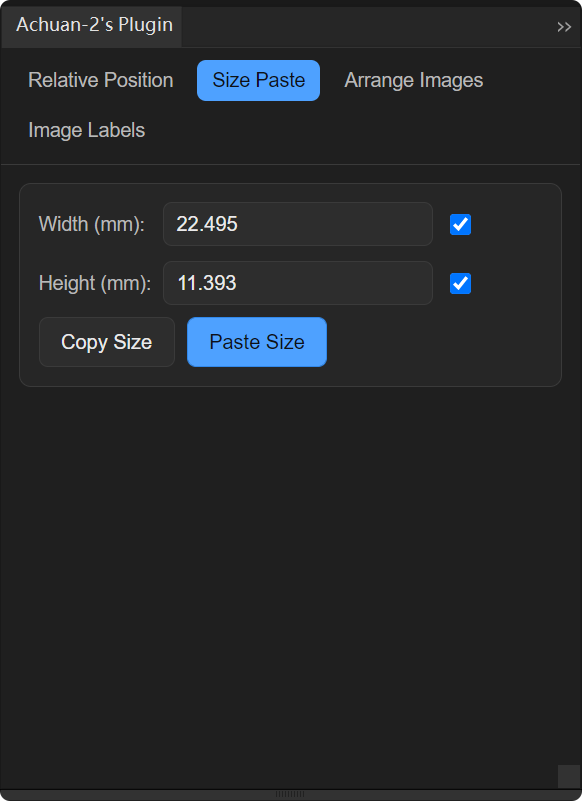 Achuan-2's Plugin
Relative Position Size Paste Arrange Images
Image Labels
Width (mm): 22.495
Height (mm): 11.393
Copy Size Paste Size